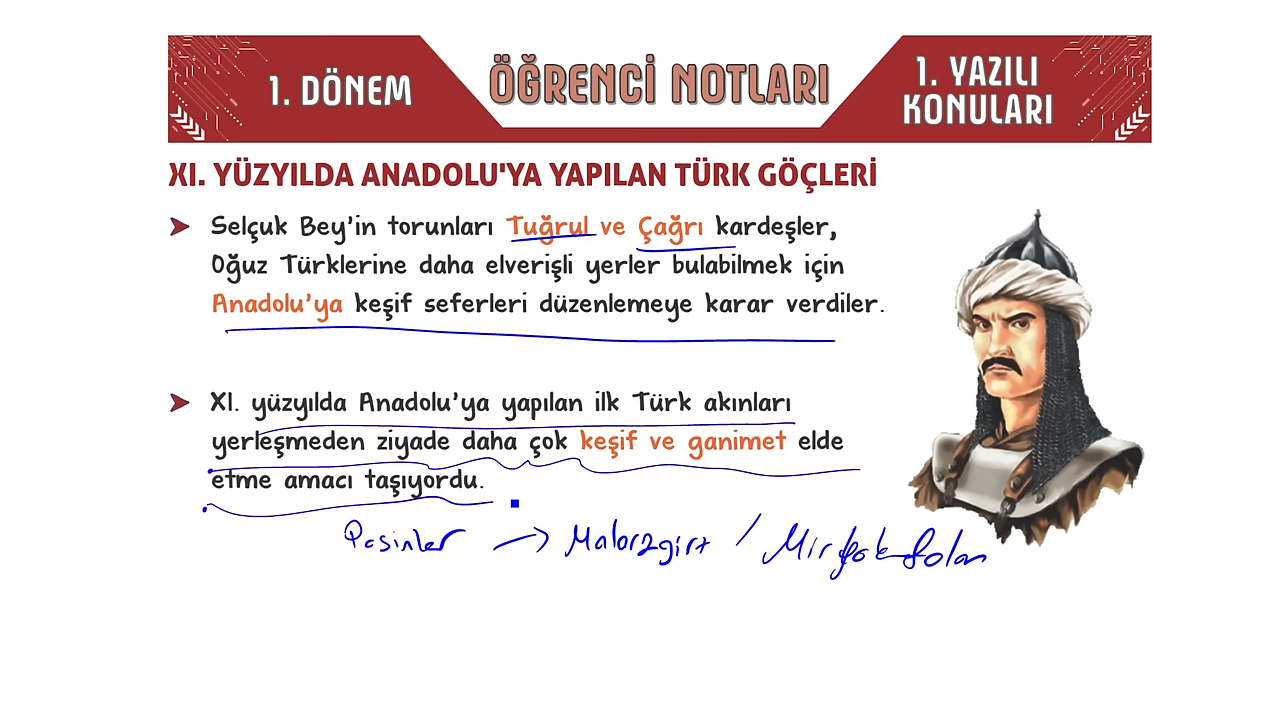 1. DÖNEM
ÖĞRENCİ NOTLARI
1. YAZILI
KONULARI
XI. YÜZYILDA ANADOLU'YA YAPILAN TÜRK GÖÇLERİ
Selçuk Bey'in torunları Tuğrul ve Çağrı kardeşler,
Oğuz Türklerine daha elverişli yerler bulabilmek için
Anadolu'ya keşif seferleri düzenlemeye karar verdiler.
XI. yüzyılda Anadolu'ya yapılan ilk Türk akınları
yerleşmeden ziyade daha çok keşif ve ganimet elde
etme amacı taşıyordu.
Pasinler → Malazgirt /